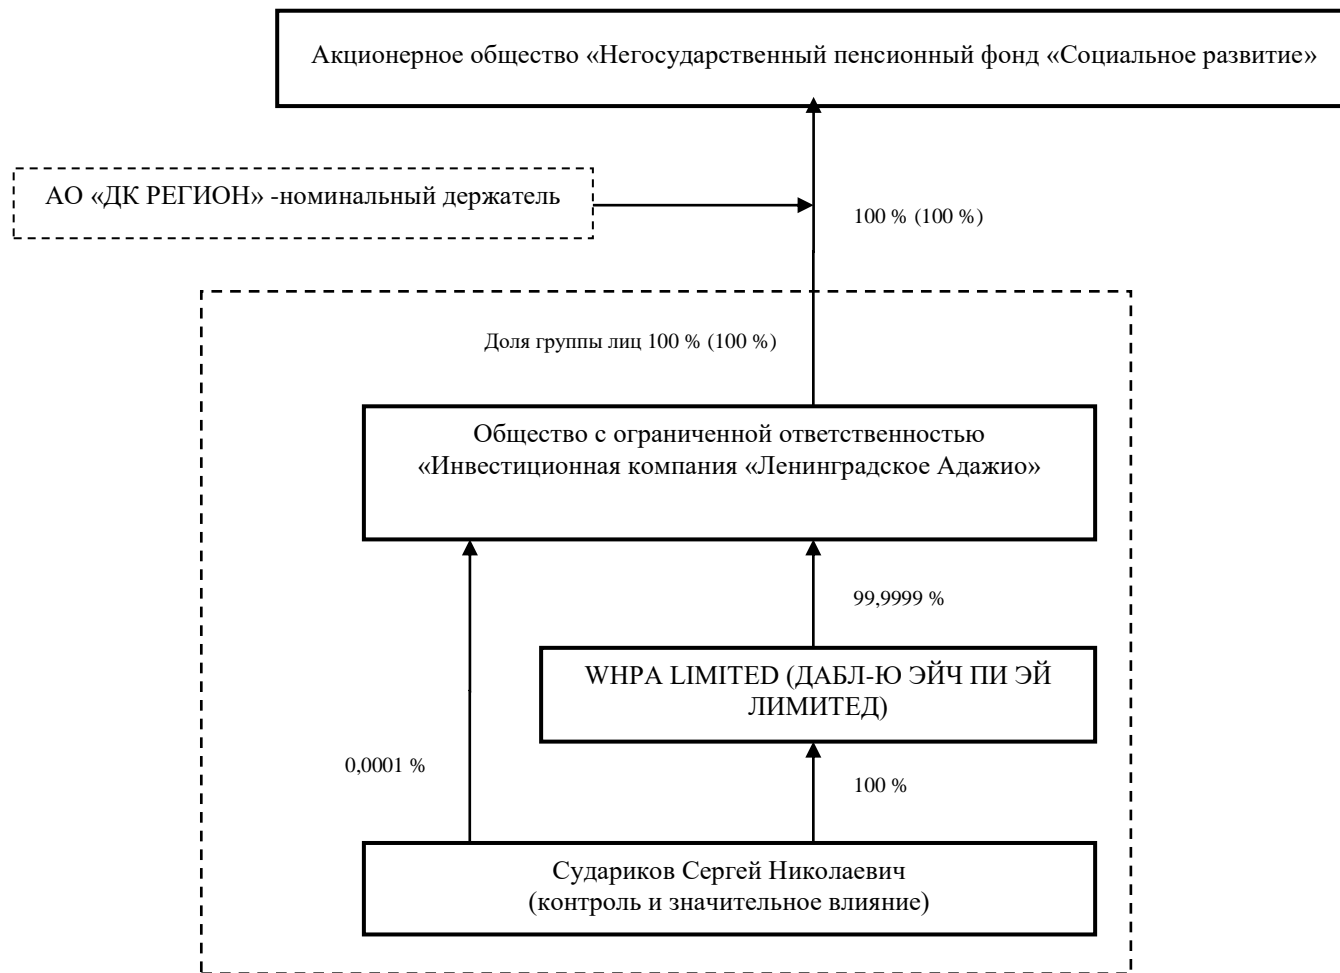 Акционерное общество «Негосударственный пенсионный фонд «Социальное развитие»
АО «ДК РЕГИОН» -номинальный держатель
100 % (100 %)
Доля группы лиц 100 % (100 %)
Общество с ограниченной ответственностью
«Инвестиционная компания «Ленинградское Адажио»
99,9999 %
WHPA LIMITED (ДАБЛ-Ю ЭЙЧ ПИ ЭЙ
ЛИМИТЕД)
0,0001 %
100 %
Судариков Сергей Николаевич
(контроль и значительное влияние)